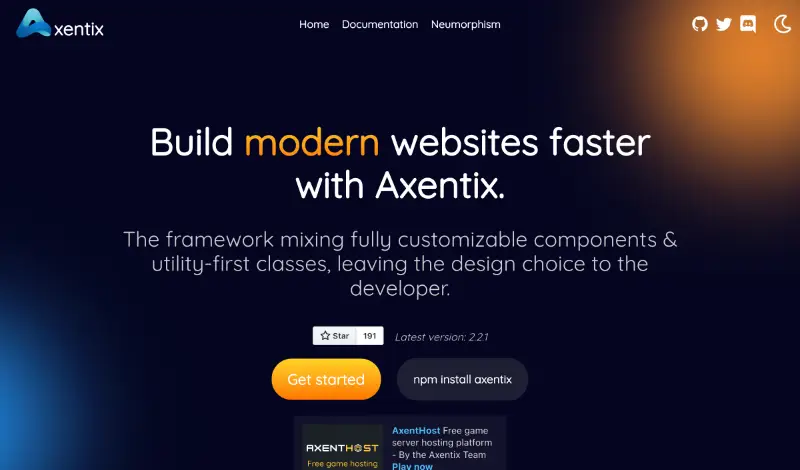 Axentix
Home Documentation Neumorphism
Build modern websites faster
with Axentix.
The framework mixing fully customizable components &
utility-first classes, leaving the design choice to the
developer.
Star 191 Latest version: 2.2.1
Get started npm install axentix
AXENTHOST
Free game hosting
AxentHost Free game
server hosting platform
- By the Axentix Team
Play now